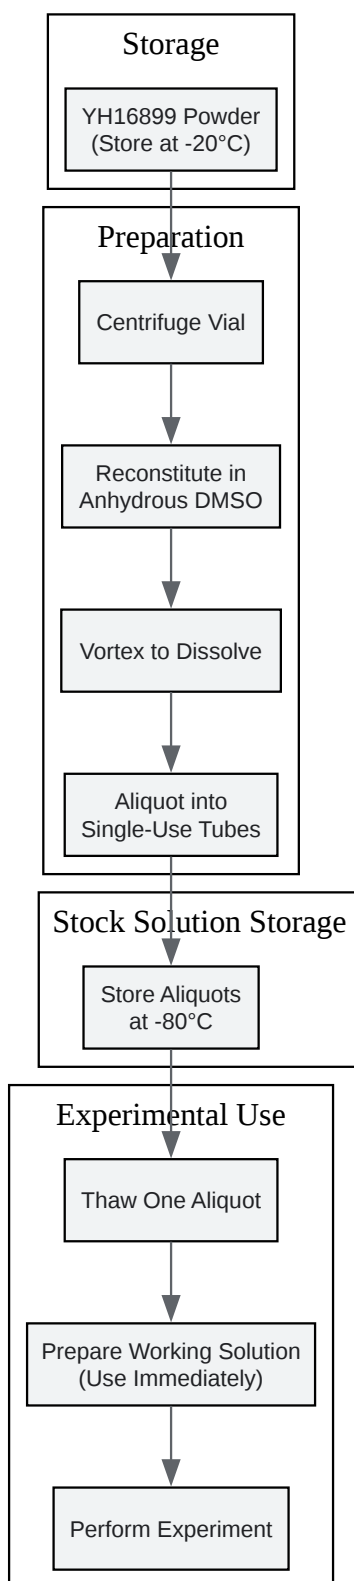 Storage
YH16899 Powder
(Store at -20°C)
Preparation
Centrifuge Vial
Reconstitute in
Anhydrous DMSO
Vortex to Dissolve
Aliquot into
Single-Use Tubes
Stock Solution Storage
Store Aliquots
at -80°C
Experimental Use
Thaw One Aliquot
Prepare Working Solution
(Use Immediately)
Perform Experiment